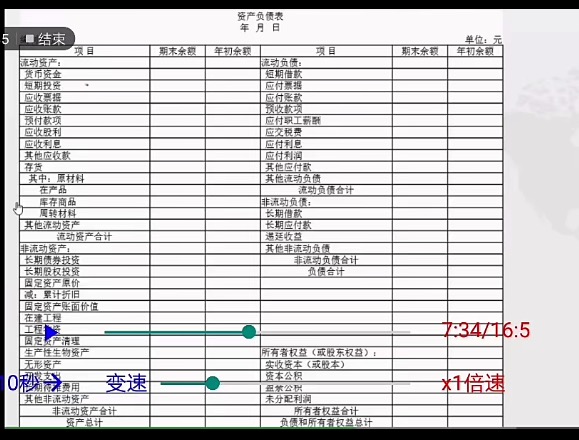 资产负债表
年 月 日
5 结束 单位：元
项 目 期末余额 年初余额 项 目 期末余额 年初余额
流动资产： 流动负债：
货币资金 短期借款
短期投资 应付票据
应收票据 应付账款
应收账款 预收款项
预付款项 应付职工薪酬
应收股利 应交税费
应收利息 应付利息
其他应收款 应付利润
存货 其他应付款
其中：原材料 其他流动负债
在产品 流动负债合计
库存商品 非流动负债：
周转材料 长期借款
其他流动资产 长期应付款
流动资产合计 递延收益
非流动资产： 其他非流动负债
长期债券投资 非流动负债合计
长期股权投资 负债合计
固定资产原价
减：累计折旧
固定资产账面价值
在建工程
工程 7:34/16:5
固定资产清理
生产性生物资产 所有者权益（或股东权益）：
无形资产 实收资本（或股本）
资本公积
0秒→ 变速 x1倍速
费用 盈余公积
其他非流动资产 未分配利润
非流动资产合计 所有者权益合计
资产总计 负债和所有者权益总计